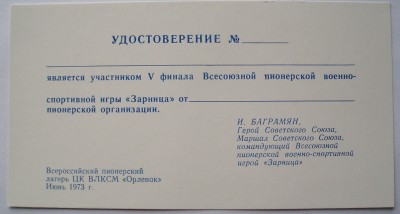 УДОСТОВЕРЕНИЕ №
является участником V финала Всесоюзной пионерской военно-
спортивной игры «Зарница» от
пионерской организации.
И. БАГРАМЯН,
Герой Советского Союза,
Маршал Советского Союза,
командующий Всесоюзной
пионерской военно-спортивной
игрой «Зарница»
Всероссийский пионерский
лагерь ЦК ВЛКСМ «Орленок»
Июнь 1973 г.